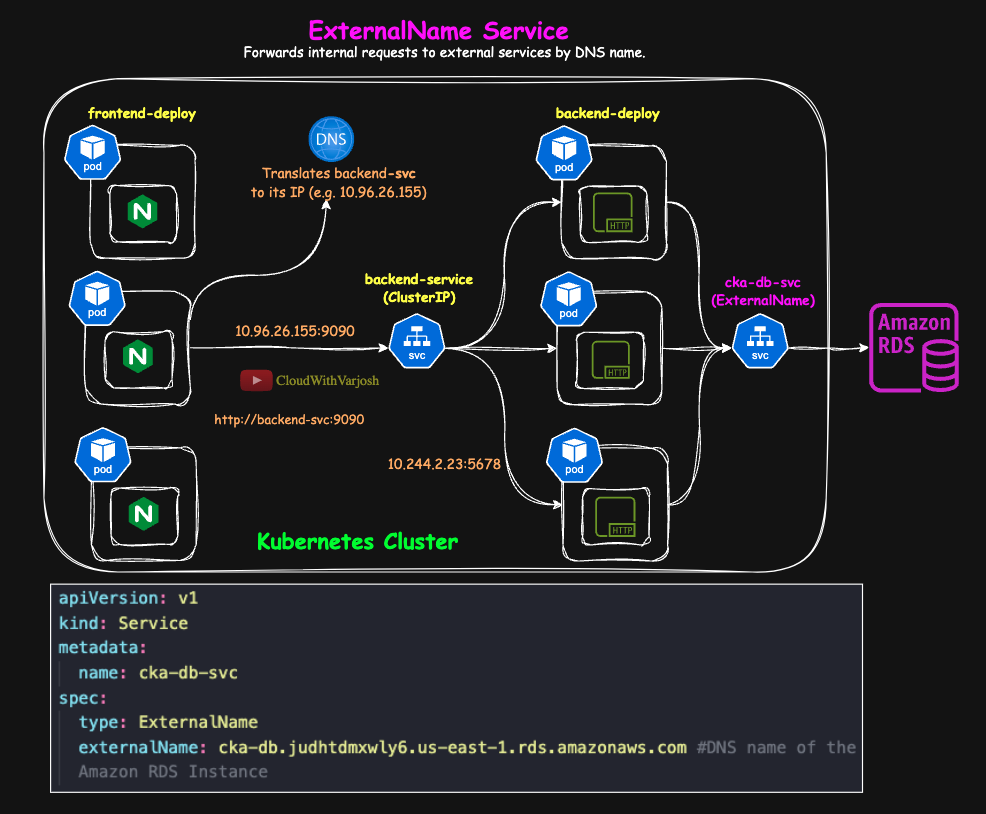 ExternalName Service
Forwards internal requests to external services by DNS name.
frontend-deploy
pod
N
DNS
Translates backend-svc
to its IP (e.g. 10.96.26.155)
backend-deploy
pod
HTTP
pod
N
10.96.26.155:9090
backend-service
(ClusterIP)
svc
CloudWithVarjosh
http://backend-svc:9090
pod
HTTP
cka-db-svc
(ExternalName)
svc
Amazon
RDS
pod
N
10.244.2.23:5678
pod
HTTP
Kubernetes Cluster
apiVersion: v1
kind: Service
metadata:
  name: cka-db-svc
spec:
  type: ExternalName
  externalName: cka-db.judhtdmxwly6.us-east-1.rds.amazonaws.com #DNS name of the
  Amazon RDS Instance